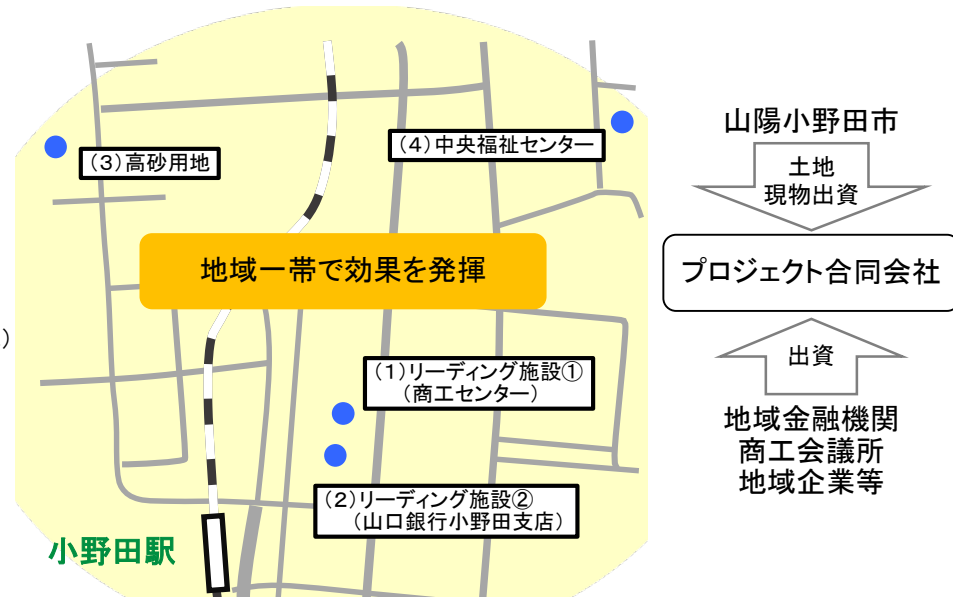 (3)高砂用地
(4)中央福祉センター
地域一帯で効果を発揮
)
(1)リーディング施設①
(商工センター)
(2)リーディング施設②
(山口銀行小野田支店)
小野田駅
山陽小野田市
土地
現物出資
プロジェクト合同会社
出資
地域金融機関
商工会議所
地域企業等